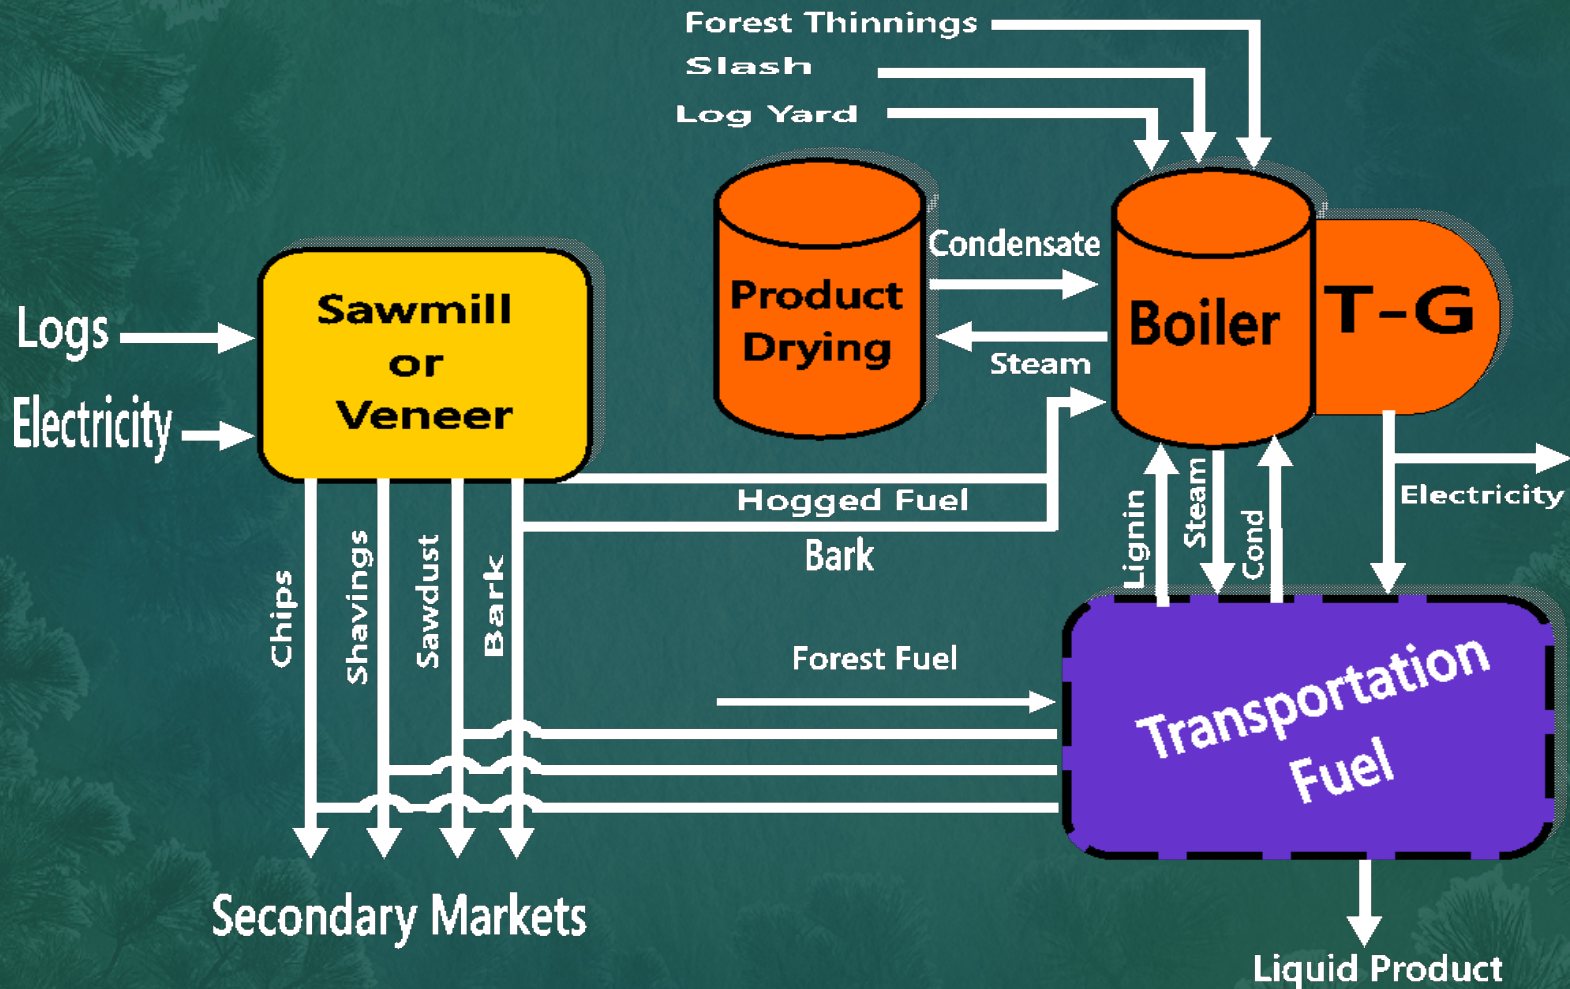 Forest Thinnings
Slash
Log Yard
Product
Drying
Condensate
Steam
Boiler
T-G
Logs
Electricity
Sawmill
or
Veneer
Hogged Fuel
Bark
Chips
Shavings
Sawdust
Bark
Lignin
Steam
Cond
Electricity
Forest Fuel
Transportation
Fuel
Secondary Markets
Liquid Product